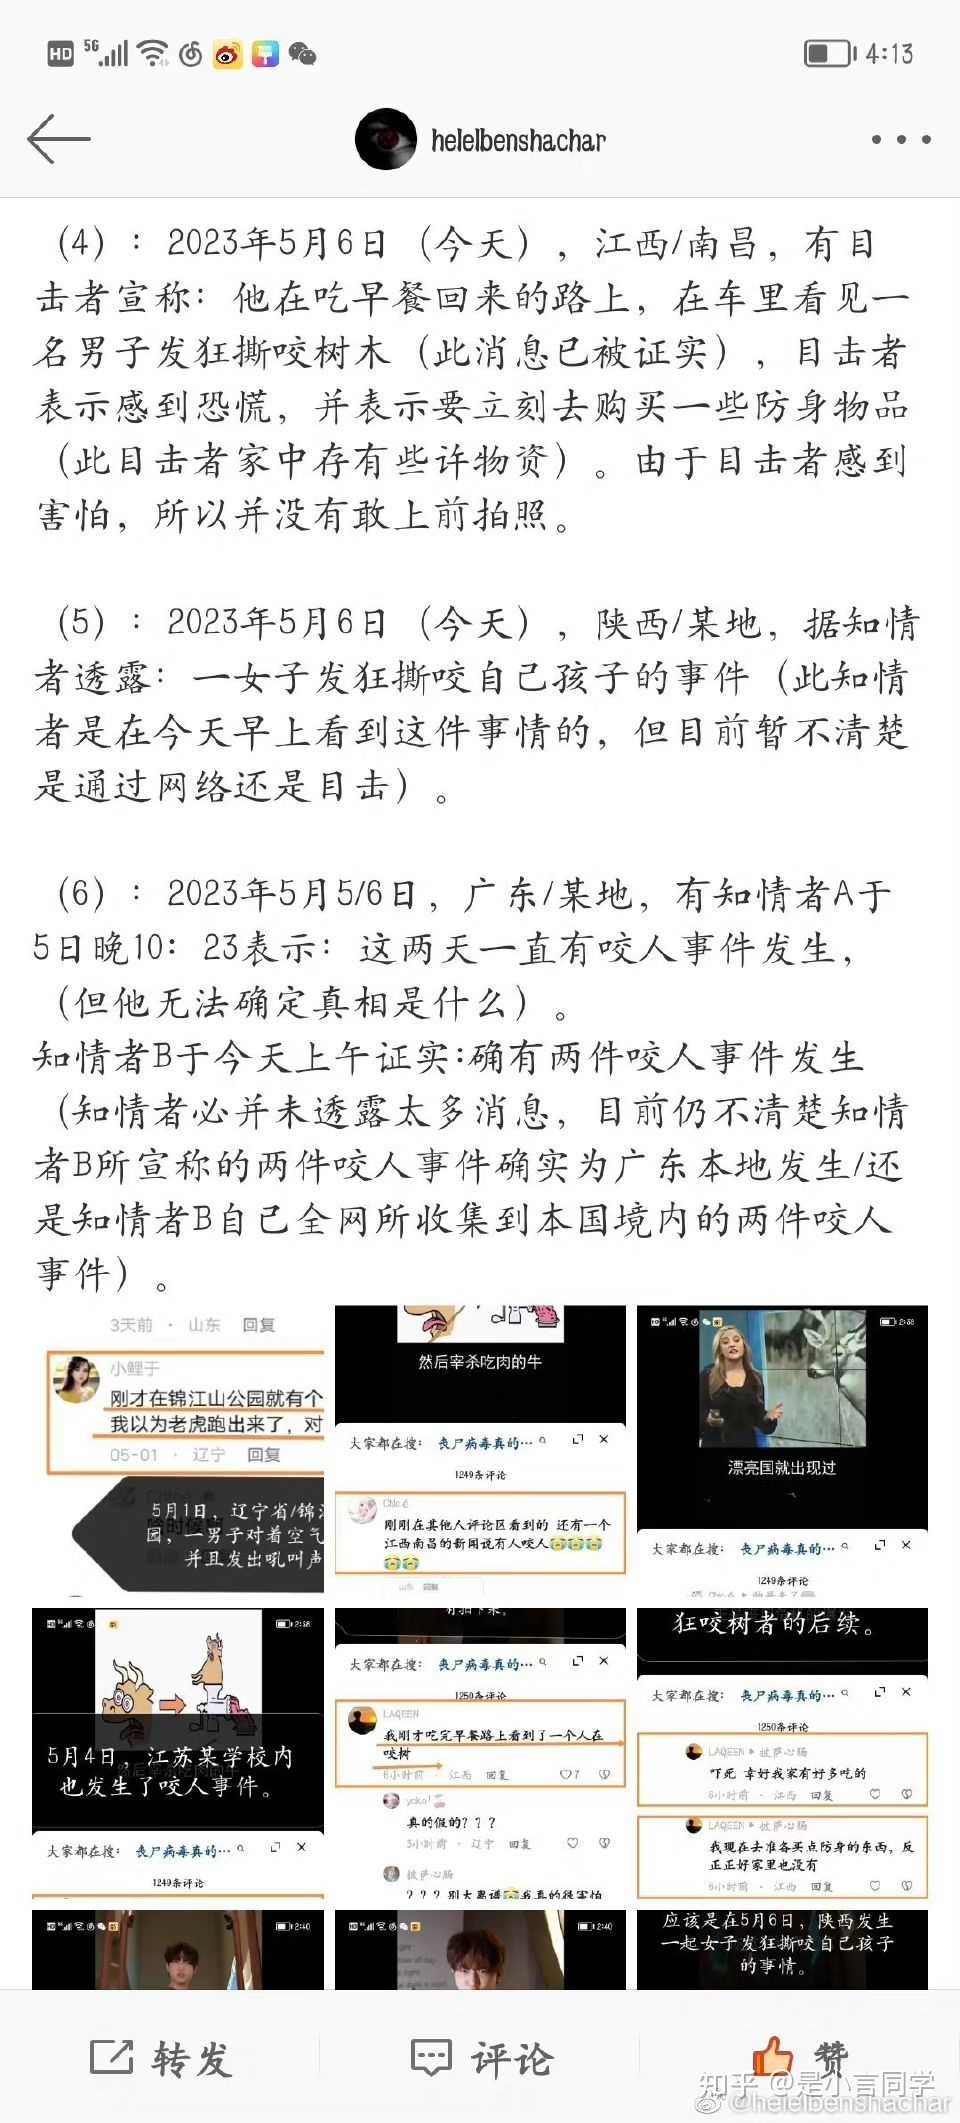 HD 5G 4:13
helelbenshachar
（4）：2023年5月6日（今天），江西/南昌，有目
击者宣称：他在吃早餐回来的路上，在车里看见一
名男子发狂撕咬树木（此消息已被证实），目击者
表示感到恐慌，并表示要立刻去购买一些防身物品
（此目击者家中存有些许物资）。由于目击者感到
害怕，所以并没有敢上前拍照。
（5）：2023年5月6日（今天），陕西/某地，据知情
者透露：一女子发狂撕咬自己孩子的事件（此知情
者是在今天早上看到这件事情的，但目前暂不清楚
是通过网络还是目击）。
（6）：2023年5月5/6日，广东/某地，有知情者A于
5日晚10：23表示：这两天一直有咬人事件发生，
（但他无法确定真相是什么）。
知情者B于今天上午证实:确有两件咬人事件发生
（知情者必并未透露太多消息，目前仍不清楚知情
者B所宣称的两件咬人事件确实为广东本地发生/还
是知情者B自己全网所收集到本国境内的两件咬人
事件）。
3天前 · 山东 回复
小鲤于
刚才在锦江山公园就有个
我以为老虎跑出来了，对
05-01 · 辽宁 回复
5月1日，辽宁省/锦江
园，一男子对着空气
并且发出吼叫声
然后宰杀吃肉的牛
大家都在搜：丧尸病毒真的…
1249条评论
刚刚在其他人评论区看到的 还有一个
江西南昌的新闻说有人咬人😭😭😭
😭😭
山东 回复
2:38
漂亮国就出现过
大家都在搜：丧尸病毒真的…
1249条评论
2:38
5月4日，江苏某学校内
也发生了咬人事件。
大家都在搜：丧尸病毒真的…
1249条评论
大家都在搜：丧尸病毒真的…
1250条评论
LAQEEN
我刚才吃完早餐路上看到了一个人在
咬树
6小时前 · 江西 回复 7
yoko!
真的假的？？？
3小时前 · 辽宁 回复
披萨心肠
？？？别太离谱😭我真的很害怕
狂咬树者的后续。
大家都在搜：丧尸病毒真的…
1250条评论
LAQEEN 披萨心肠
吓死 幸好我家有好多吃的
6小时前 · 江西 回复
LAQEEN 披萨心肠
我现在去准备买点防身的东西，反
正正好家里也没有
6小时前 · 江西 回复
2:40
2:40
应该是在5月6日，陕西发生
一起女子发狂撕咬自己孩子
的事情。
转发 评论 赞
知乎 @是小言同学
@helelbenshachar